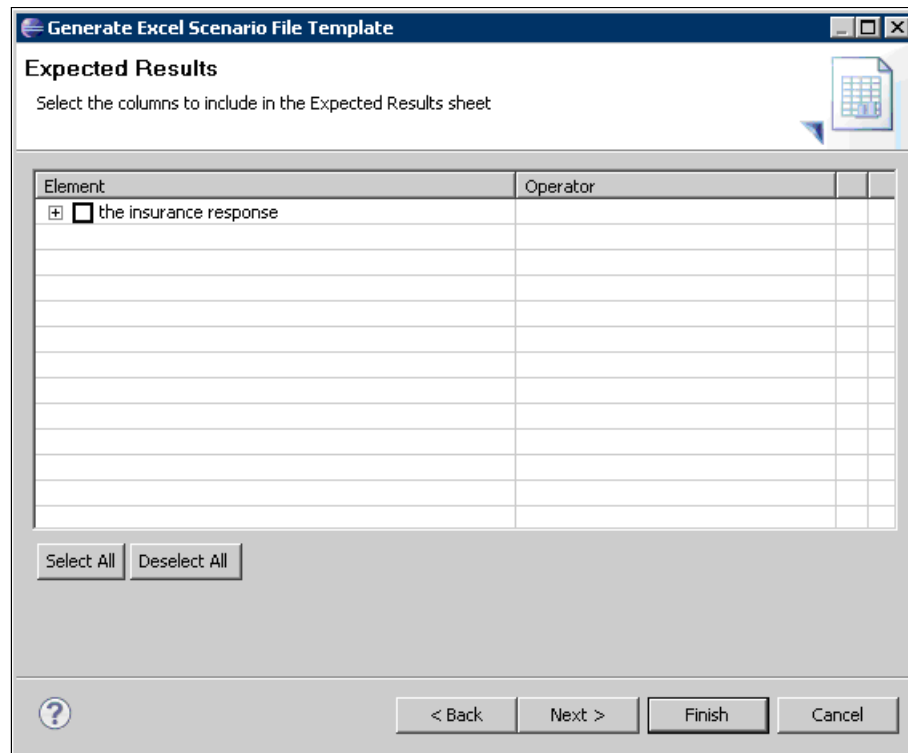 Generate Excel Scenario File Template
Expected Results
Select the columns to include in the Expected Results sheet
Element Operator
the insurance response
Select All Deselect All
? < Back Next > Finish Cancel